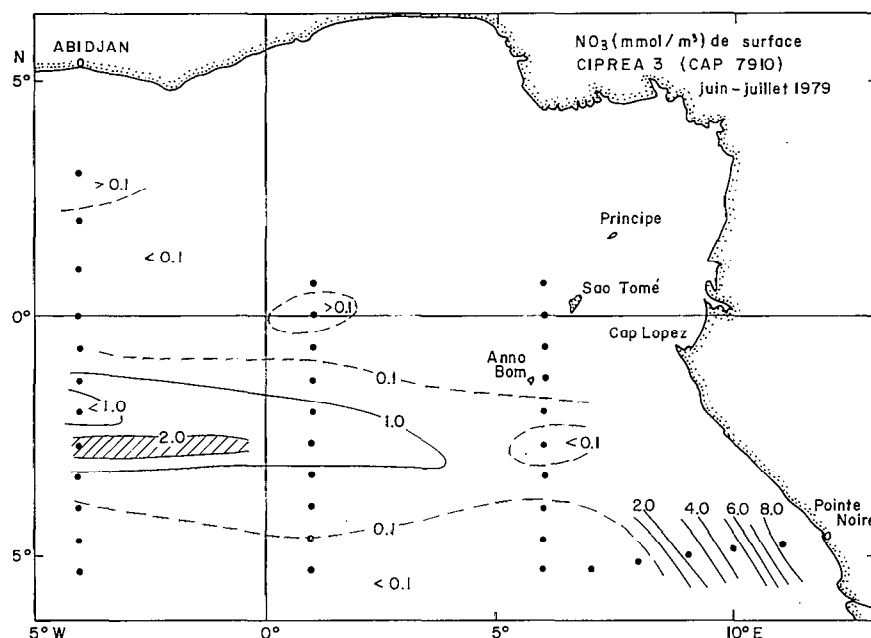 ABIDJAN
NO₃ (mmol/m³) de surface
CIPREA 3 (CAP 7910)
juin-juillet 1979
N
5°
>0.1
Principe
<0.1
Sao Tomé
>0.1
0°
Cap Lopez
Anno
Bom
0.1
<1.0
1.0
2.0
<0.1
2.0
4.0
6.0
8.0
Pointe
Noire
0.1
5°
<0.1
5° W
0°
5°
10° E